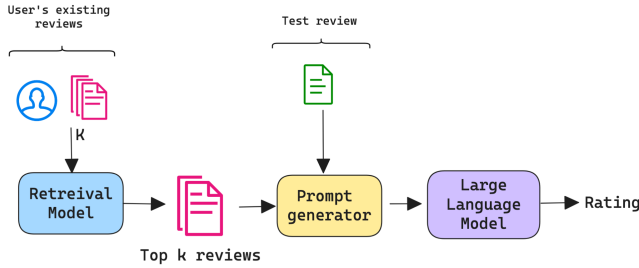 User's existing
reviews
Test review
K
Retreival
Model
Top k reviews
Prompt
generator
Large
Language
Model
Rating